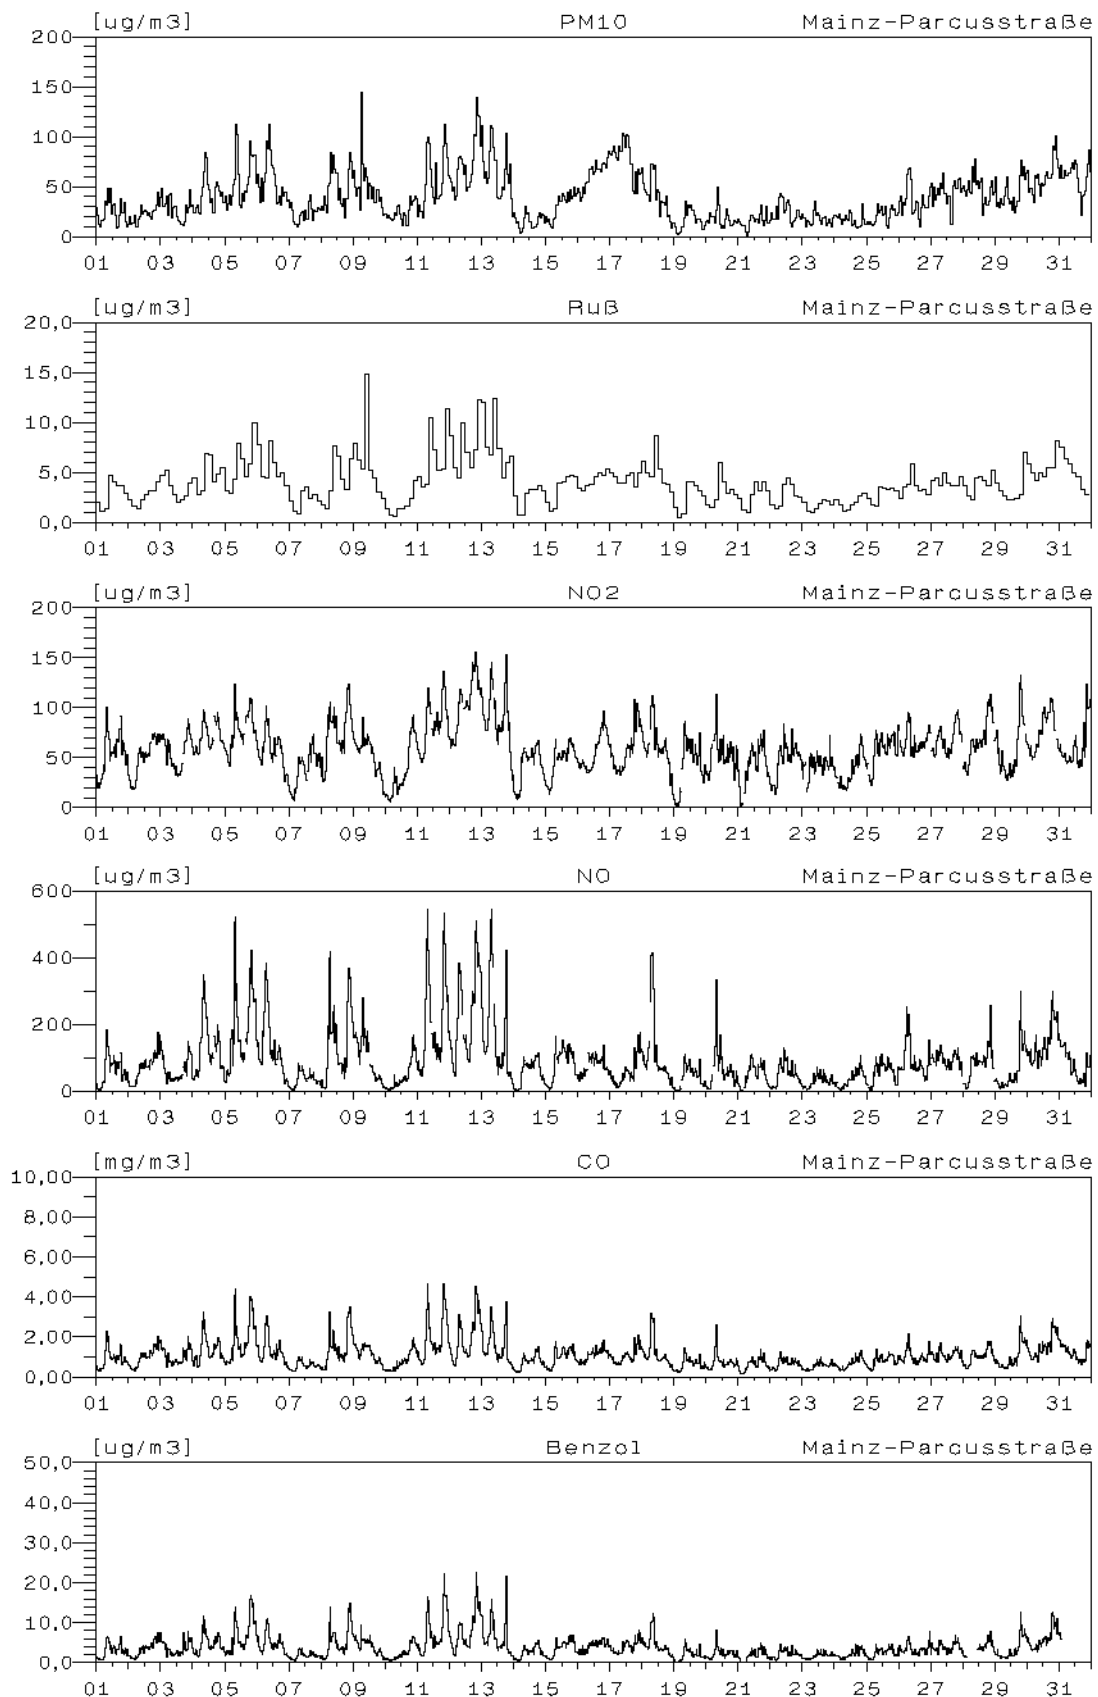 [ug/m3] PM10 Mainz-Parcusstraße
200
150
100
50
0
01 03 05 07 09 11 13 15 17 19 21 23 25 27 29 31
[ug/m3] Ruß Mainz-Parcusstraße
20,0
15,0
10,0
5,0
0,0
01 03 05 07 09 11 13 15 17 19 21 23 25 27 29 31
[ug/m3] NO2 Mainz-Parcusstraße
200
150
100
50
0
01 03 05 07 09 11 13 15 17 19 21 23 25 27 29 31
[ug/m3] NO Mainz-Parcusstraße
600
400
200
0
01 03 05 07 09 11 13 15 17 19 21 23 25 27 29 31
[mg/m3] CO Mainz-Parcusstraße
10,00
8,00
6,00
4,00
2,00
0,00
01 03 05 07 09 11 13 15 17 19 21 23 25 27 29 31
[ug/m3] Benzol Mainz-Parcusstraße
50,0
40,0
30,0
20,0
10,0
0,0
01 03 05 07 09 11 13 15 17 19 21 23 25 27 29 31